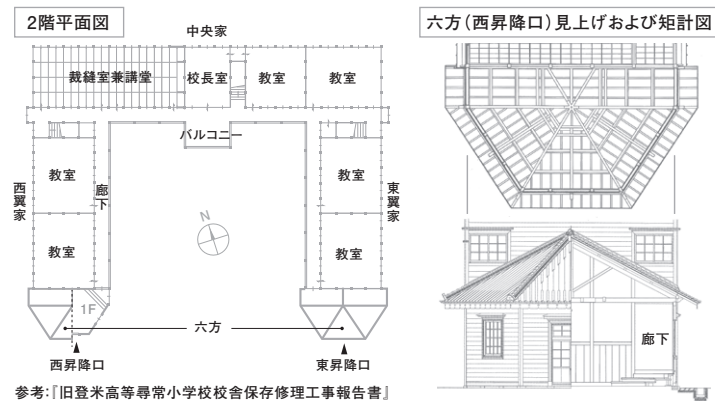 2階平面図
中央家
裁縫室兼講堂
校長室
教室
教室
バルコニー
西翼家
教室
廊下
教室
教室
東翼家
教室
N
1F
六方
西昇降口
東昇降口
参考:『旧登米高等尋常小学校校舎保存修理工事報告書』
六方(西昇降口)見上げおよび矩計図
廊下